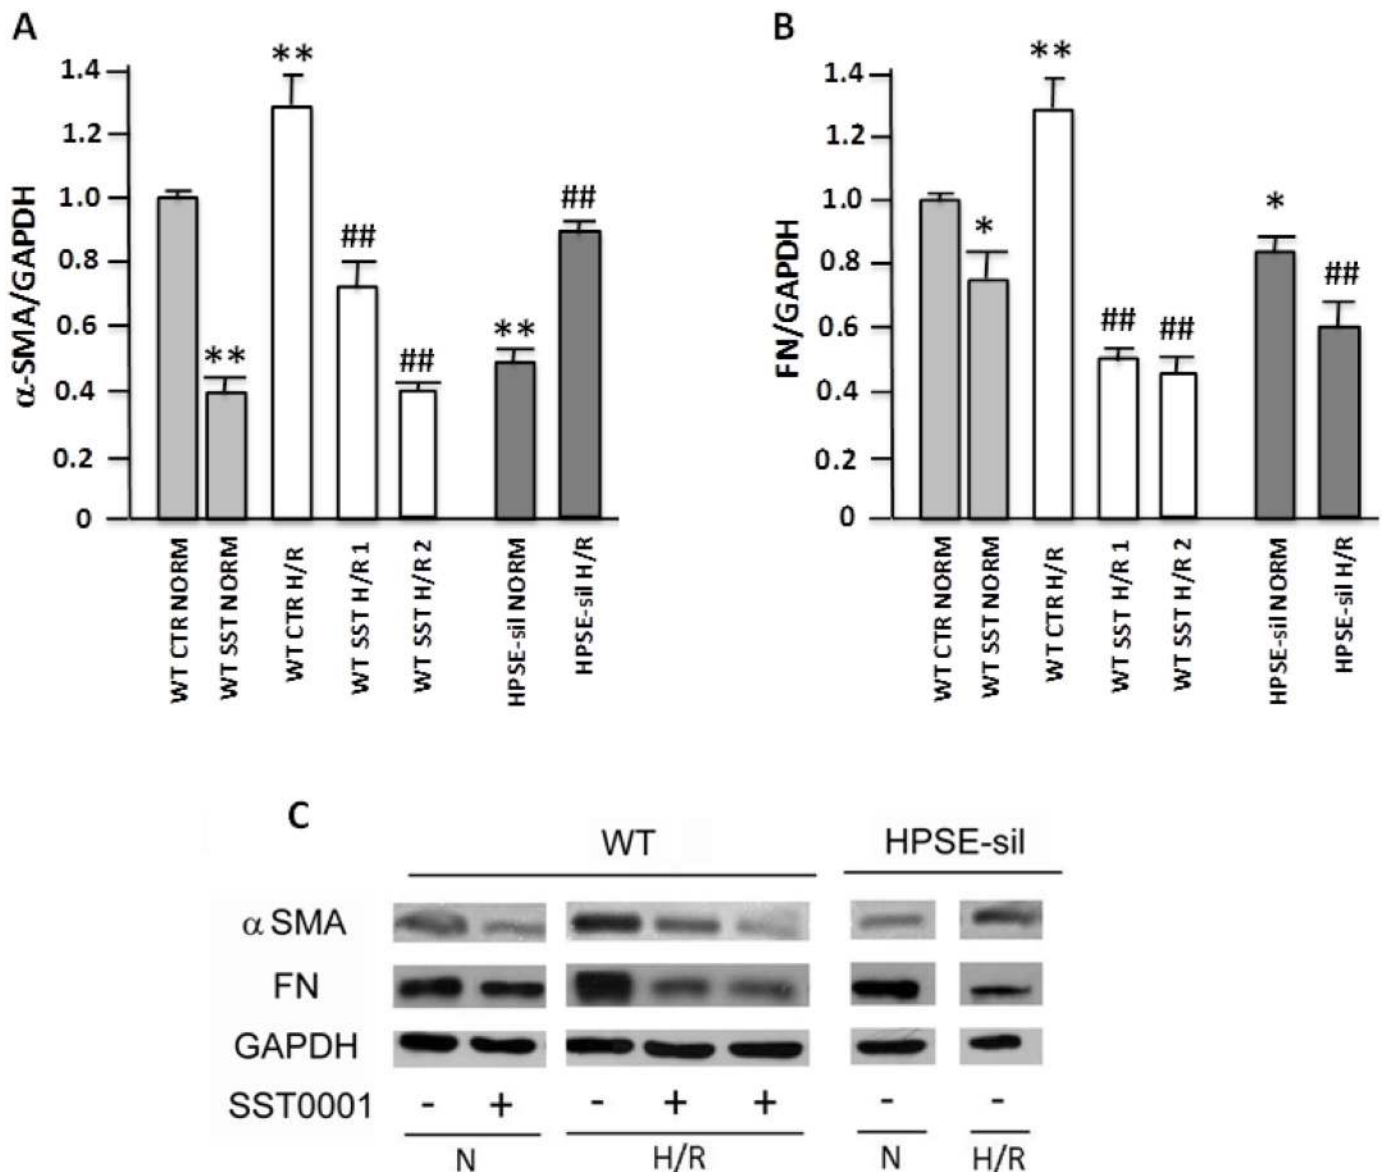 A
α-SMA/GAPDH
1.4
1.2
1.0
0.8
0.6
0.4
0.2
0
**
**
##
##
**
##
WT CTR NORM
WT SST NORM
WT CTR H/R
WT SST H/R 1
WT SST H/R 2
HPSE-sil NORM
HPSE-sil H/R
B
FN/GAPDH
1.4
1.2
1.0
0.8
0.6
0.4
0.2
0
*
**
##
##
*
##
WT CTR NORM
WT SST NORM
WT CTR H/R
WT SST H/R 1
WT SST H/R 2
HPSE-sil NORM
HPSE-sil H/R
C
WT HPSE-sil
α SMA
FN
GAPDH
SST0001 - + - + + - -
N H/R N H/R